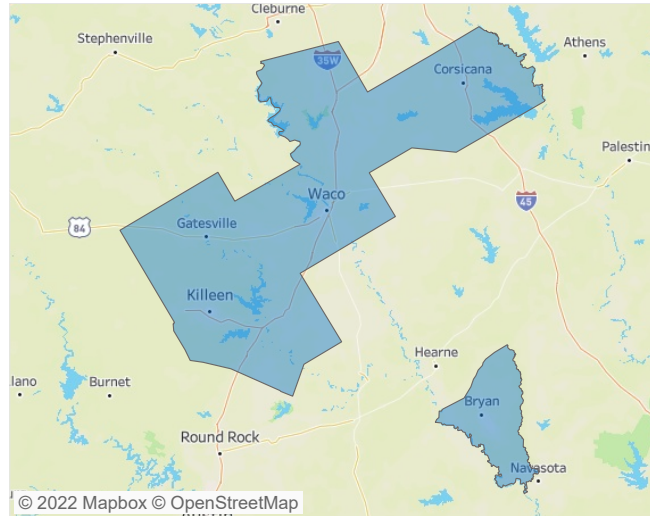 Cleburne
Stephenville
Athens
35W
Corsicana
Palestin
Waco
45
84
Gatesville
Killeen
Hearne
lano
Burnet
Bryan
Round Rock
Navasota
© 2022 Mapbox © OpenStreetMap